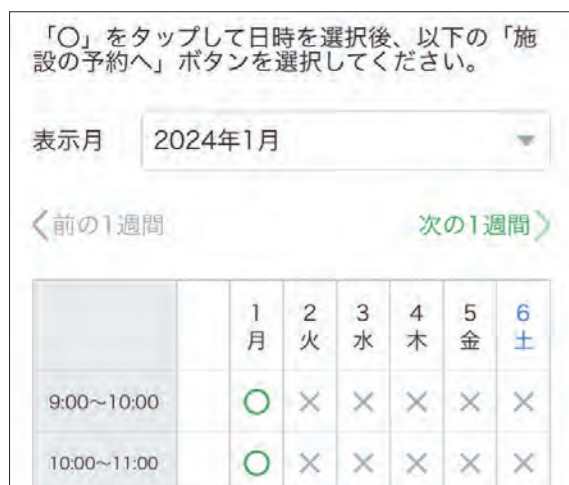 「〇」をタップして日時を選択後、以下の「施
設の予約へ」ボタンを選択してください。
表示月 2024年1月
前の1週間 次の1週間
1 2 3 4 5 6
月 火 水 木 金 土
9:00~10:00 〇 × × × × ×
10:00~11:00 〇 × × × × ×